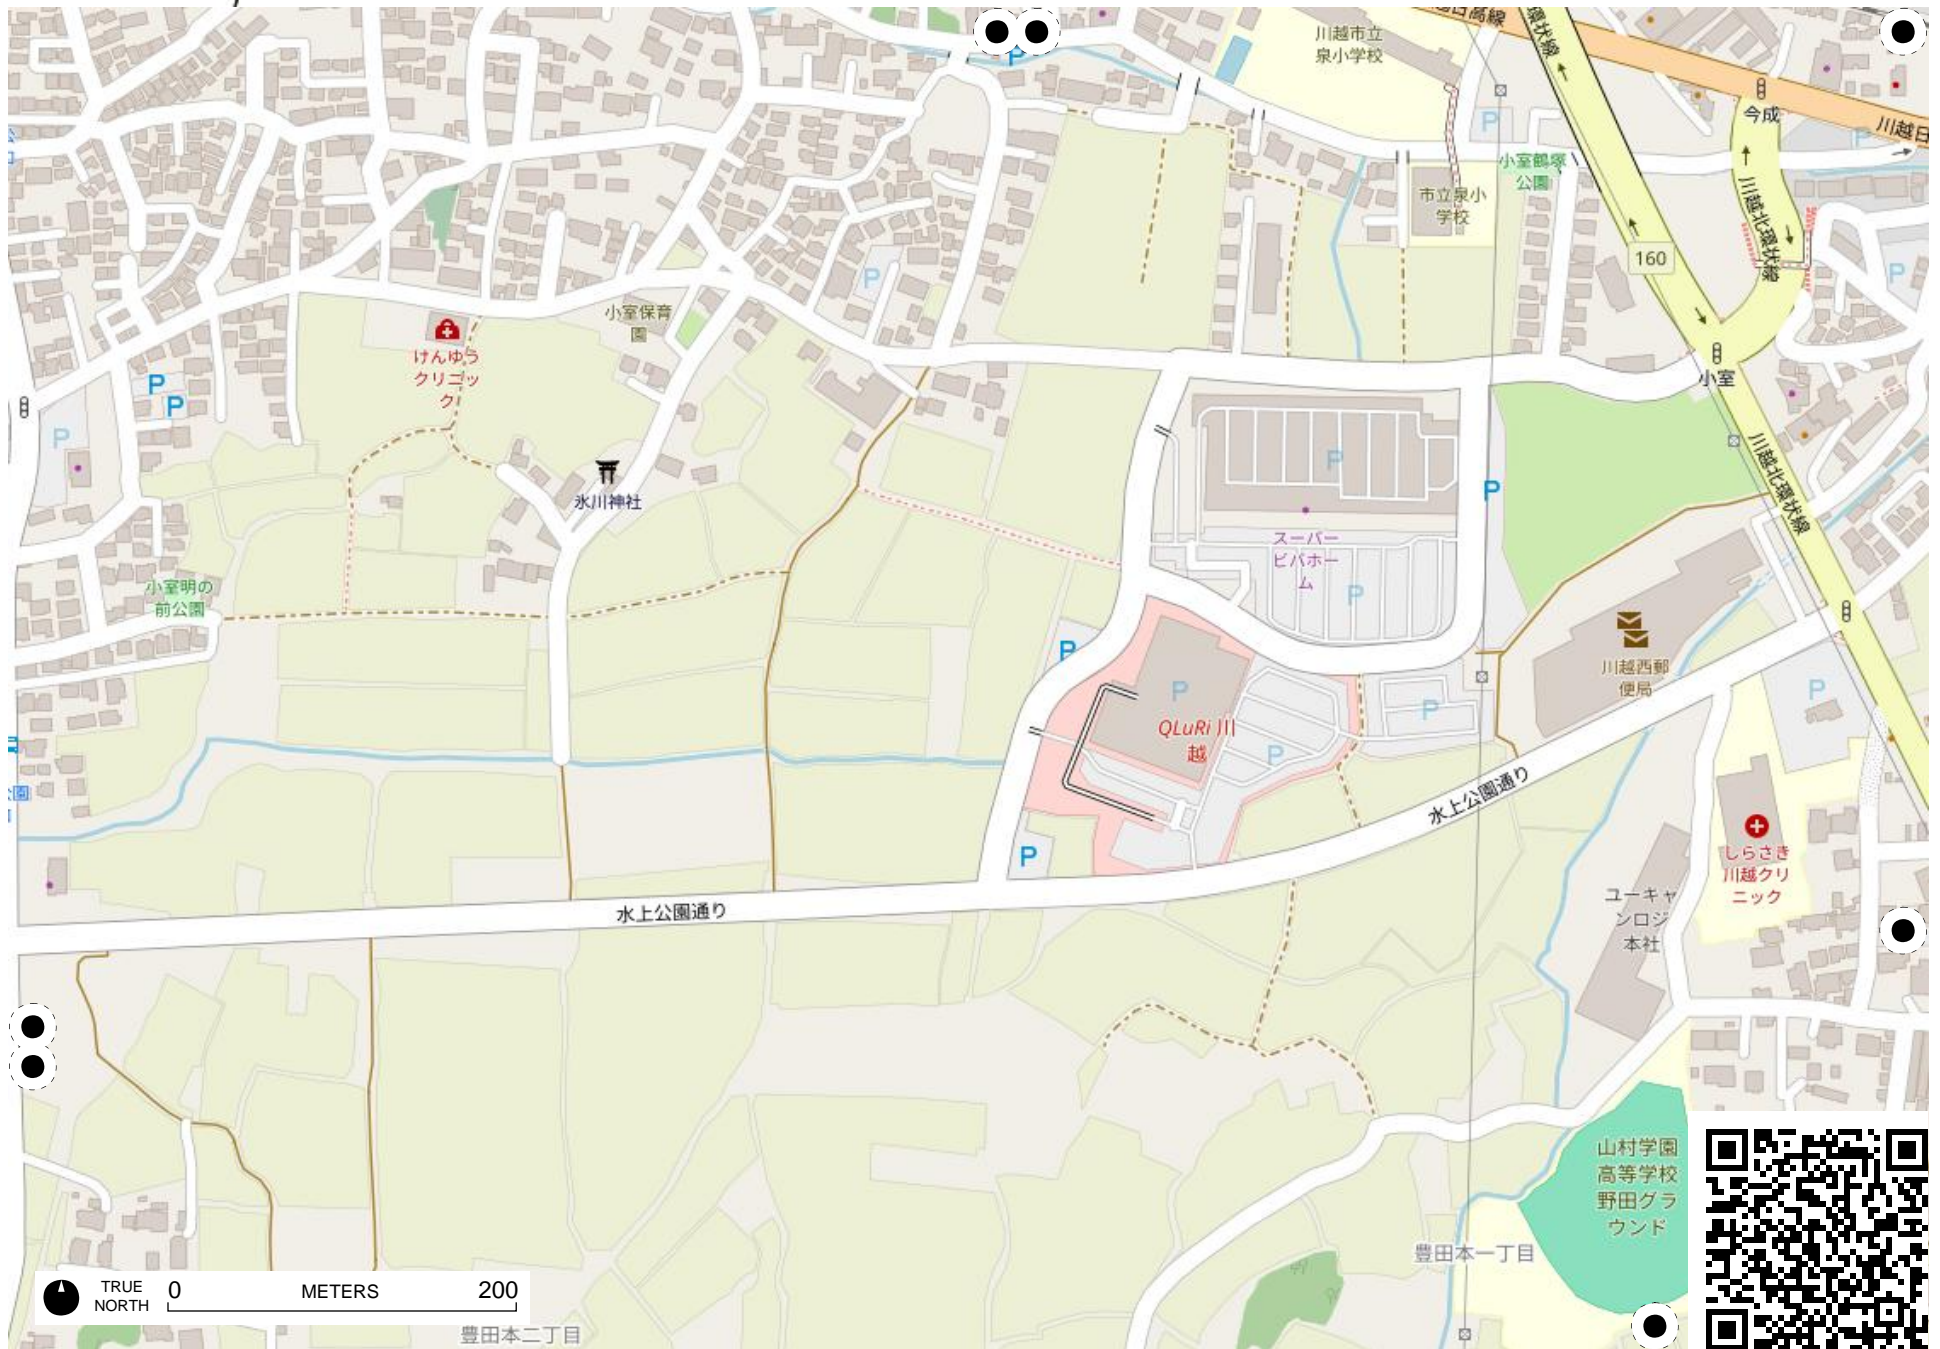 川越市立
泉小学校
今成
小室鶴塚
公園
市立泉小
学校
川越北環状線
160
小室保育
園
けんゆう
クリニッ
ク
小室
氷川神社
川越北環状線
P
スーパー
ビバホー
ム
小室明の
前公園
川越西郵
便局
QLuRi 川
越
水上公園通り
しらさき
川越クリ
ニック
ユーキャ
ンロジ
本社
水上公園通り
山村学園
高等学校
野田グラ
ウンド
豊田本一丁目
TRUE
NORTH
0 METERS 200
豊田本二丁目